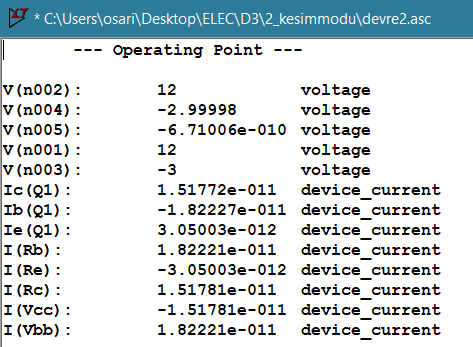 * C:\Users\osari\Desktop\ELEC\D3\2_kesimmodu\devre2.asc
--- Operating Point ---
V(n002): 12 voltage
V(n004): -2.99998 voltage
V(n005): -6.71006e-010 voltage
V(n001): 12 voltage
V(n003): -3 voltage
Ic(Q1): 1.51772e-011 device_current
Ib(Q1): -1.82227e-011 device_current
Ie(Q1): 3.05003e-012 device_current
I(Rb): 1.82221e-011 device_current
I(Re): -3.05003e-012 device_current
I(Rc): 1.51781e-011 device_current
I(Vcc): -1.51781e-011 device_current
I(Vbb): 1.82221e-011 device_current